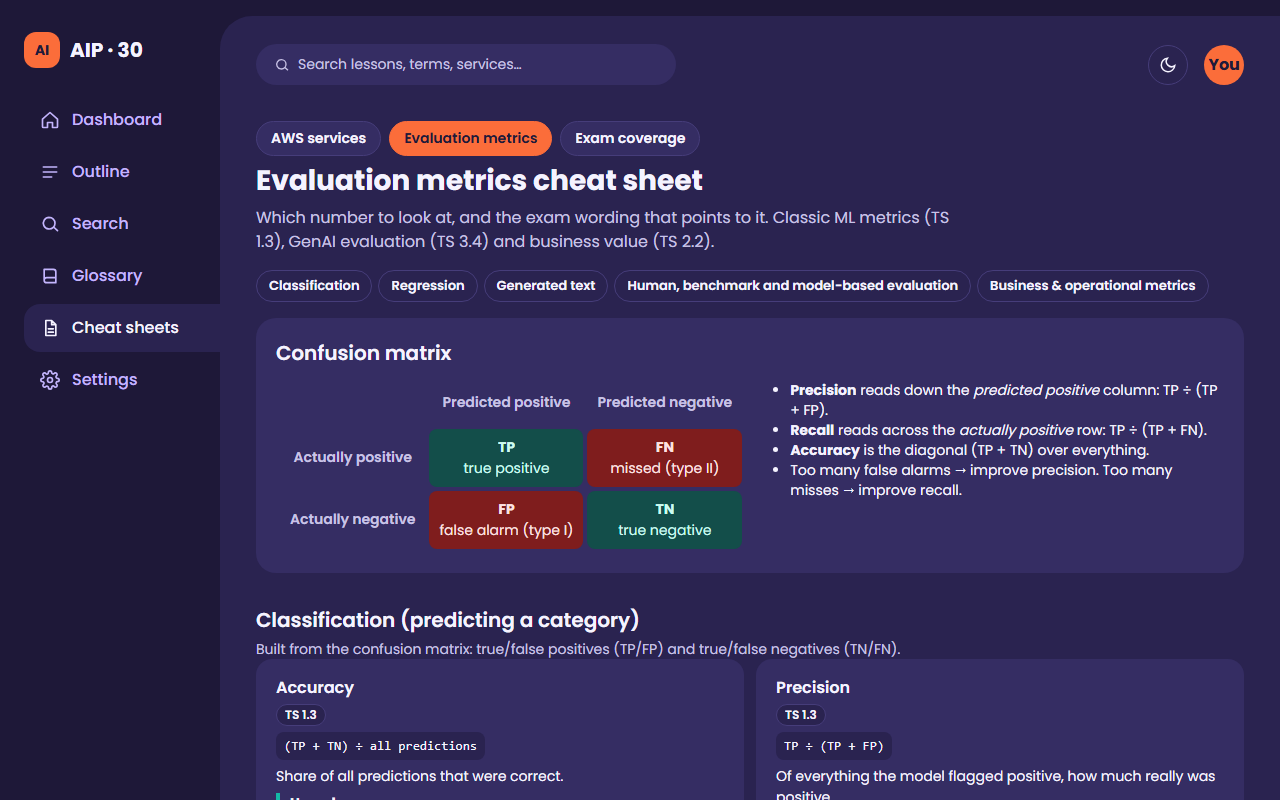 AI AIP · 30
Search lessons, terms, services...
You
Dashboard
Outline
Search
Glossary
Cheat sheets
Settings
AWS services
Evaluation metrics
Exam coverage
Evaluation metrics cheat sheet
Which number to look at, and the exam wording that points to it. Classic ML metrics (TS
1.3), GenAI evaluation (TS 3.4) and business value (TS 2.2).
Classification
Regression
Generated text
Human, benchmark and model-based evaluation
Business & operational metrics
Confusion matrix
Predicted positive
Predicted negative
Actually positive
TP
true positive
FN
missed (type II)
Actually negative
FP
false alarm (type I)
TN
true negative
• Precision reads down the predicted positive column: TP ÷ (TP
+ FP).
• Recall reads across the actually positive row: TP ÷ (TP + FN).
• Accuracy is the diagonal (TP + TN) over everything.
• Too many false alarms → improve precision. Too many
misses → improve recall.
Classification (predicting a category)
Built from the confusion matrix: true/false positives (TP/FP) and true/false negatives (TN/FN).
Accuracy
TS 1.3
(TP + TN) ÷ all predictions
Share of all predictions that were correct.
Precision
TS 1.3
TP ÷ (TP + FP)
Of everything the model flagged positive, how much really was
positive.